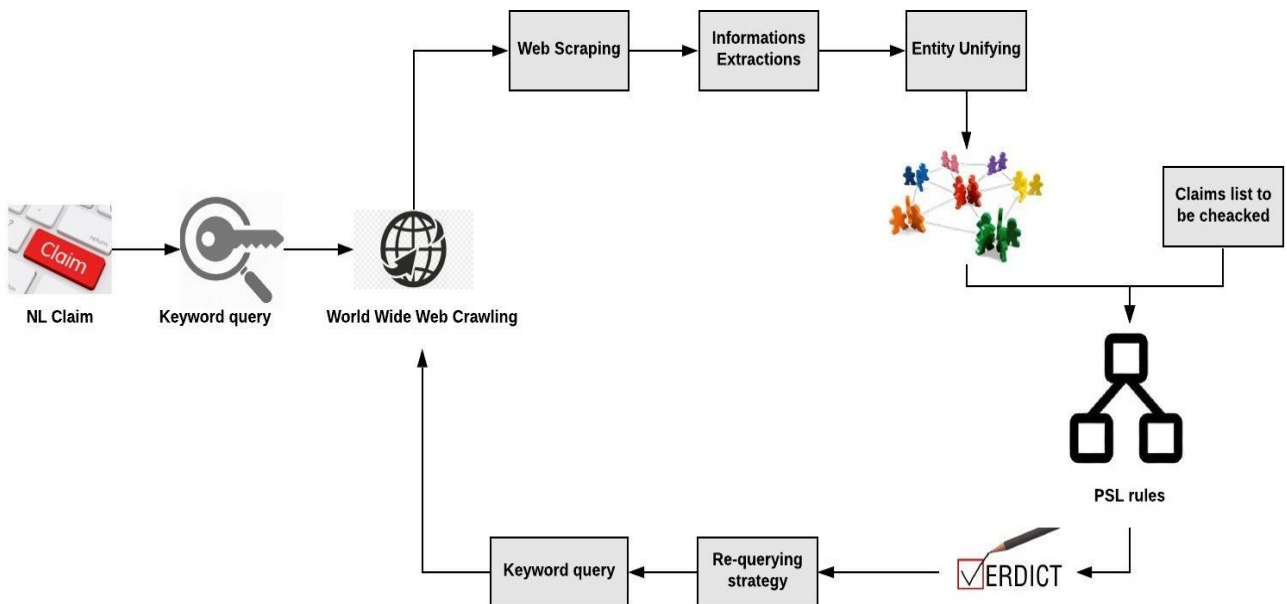 Web Scraping
Informations
Extractions
Entity Unifying
Claims list to
be cheacked
return
Claim
NL Claim
Keyword query
World Wide Web Crawling
PSL rules
VERDICT
Re-querying
strategy
Keyword query